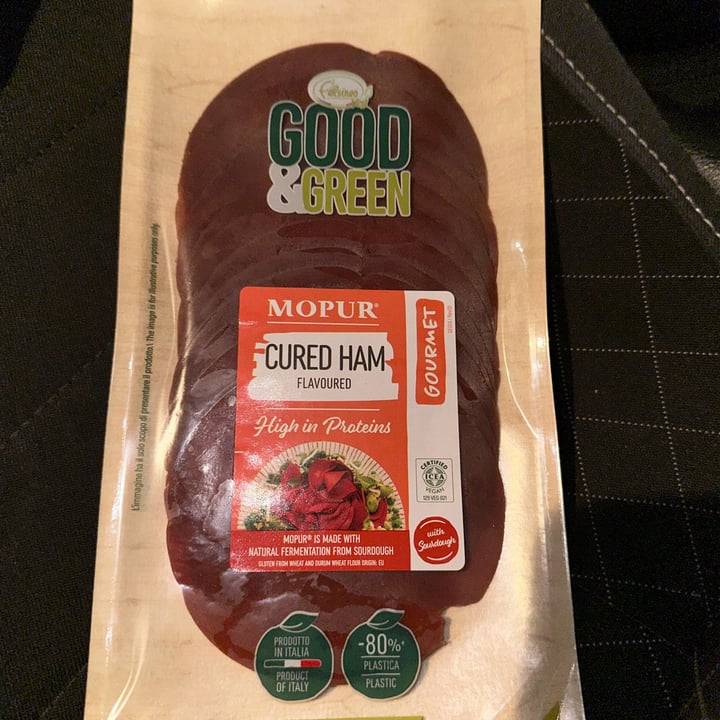 Felsineo
GOOD
&GREEN
MOPUR®
CURED HAM
FLAVOURED
High in Proteins
GOURMET
CERTIFIED
ICEA
VEGAN
MOPUR® IS MADE WITH
NATURAL FERMENTATION FROM SOURDOUGH
GLUTEN FROM WHEAT AND DURUM WHEAT FLOUR ORIGIN: EU
with
Sourdough
L'immagine ha il solo scopo di presentare il prodotto.\ The image is for illustrative purposes only.
PRODOTTO
IN ITALIA
PRODUCT
OF ITALY
-80%*
PLASTICA
PLASTIC